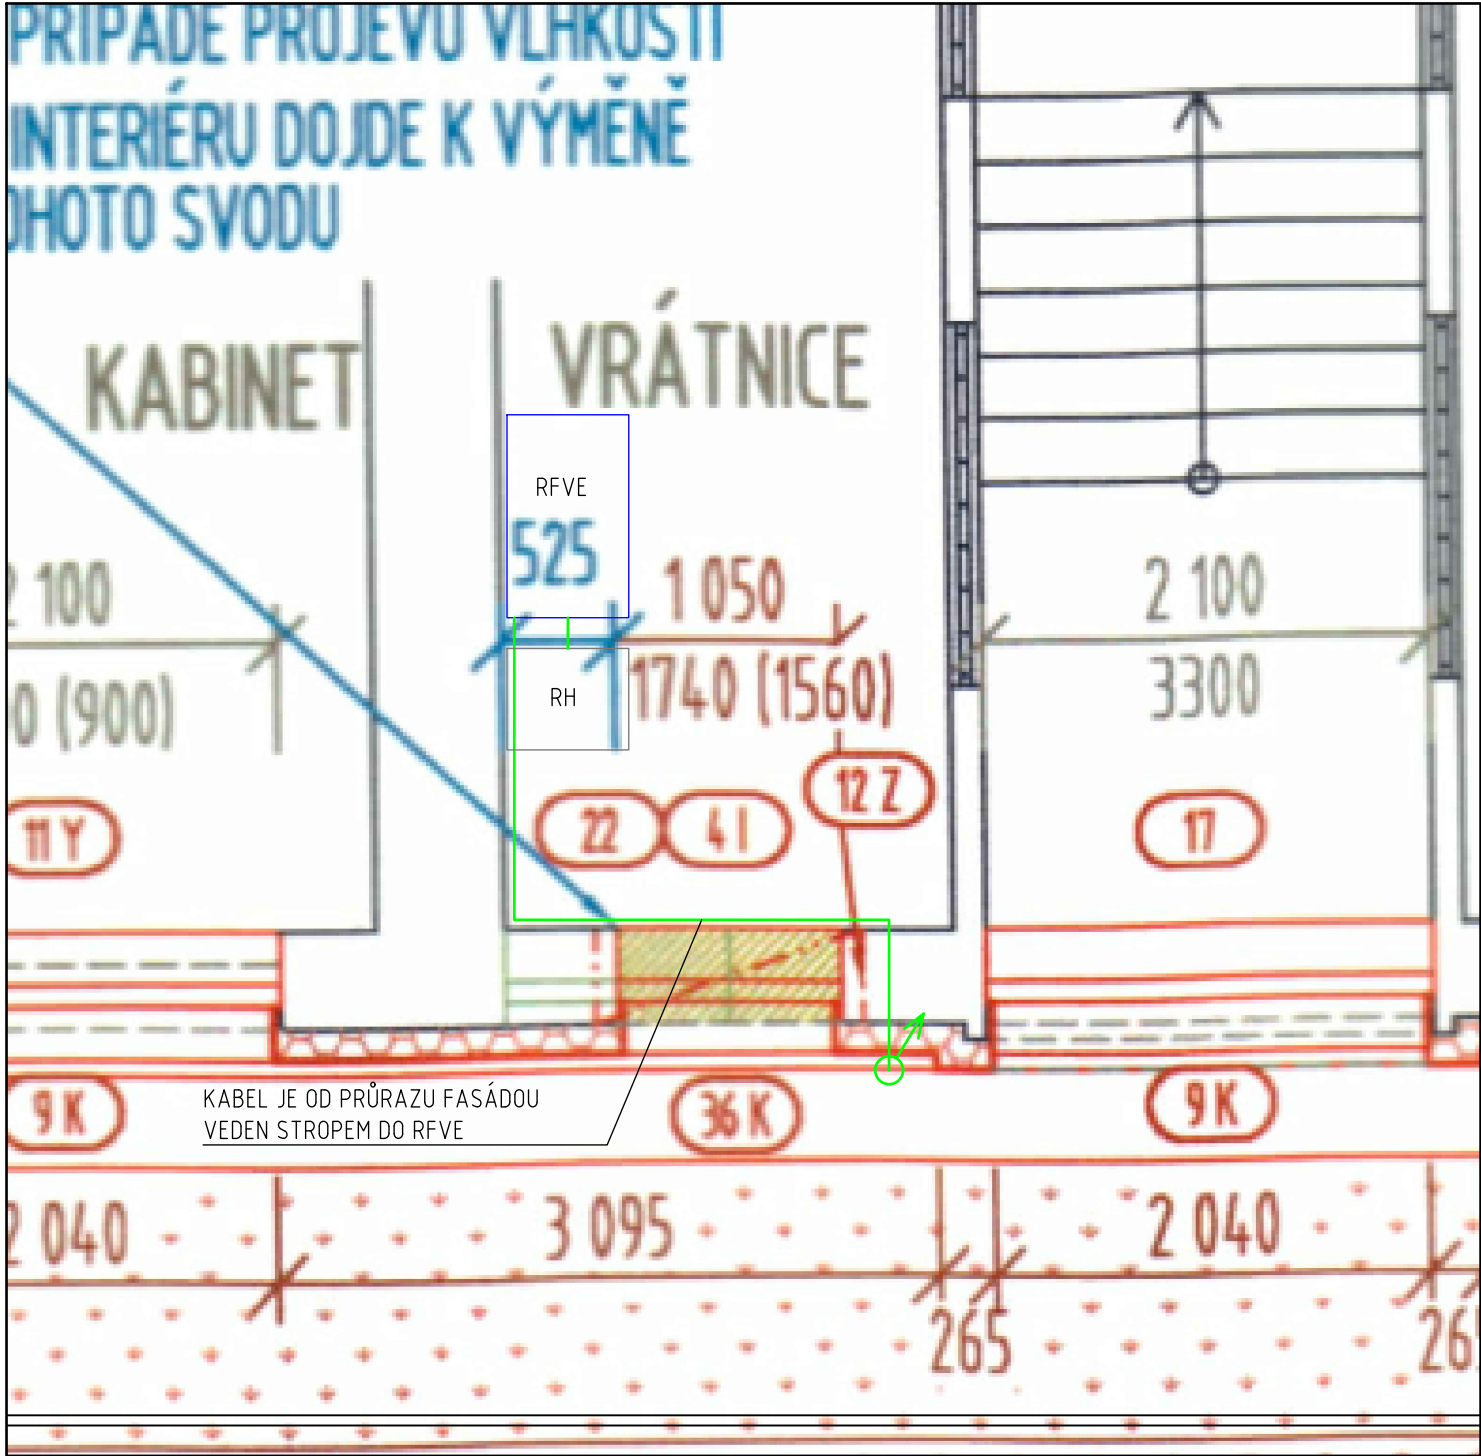 PŘÍPADĚ PROJEVU VLHKOSTI
INTERIÉRU DOJDE K VÝMĚNĚ
OHOTO SVODU
KABINET
VRÁTNICE
RFVE
525
1 050
2 100
2 100
RH
1740 (1560)
3300
0 (900)
12 Z
11 Y
22
4 I
17
KABEL JE OD PRŮRAZU FASÁDOU
VEDEN STROPEM DO RFVE
9 K
36 K
9 K
2 040
3 095
2 040
265